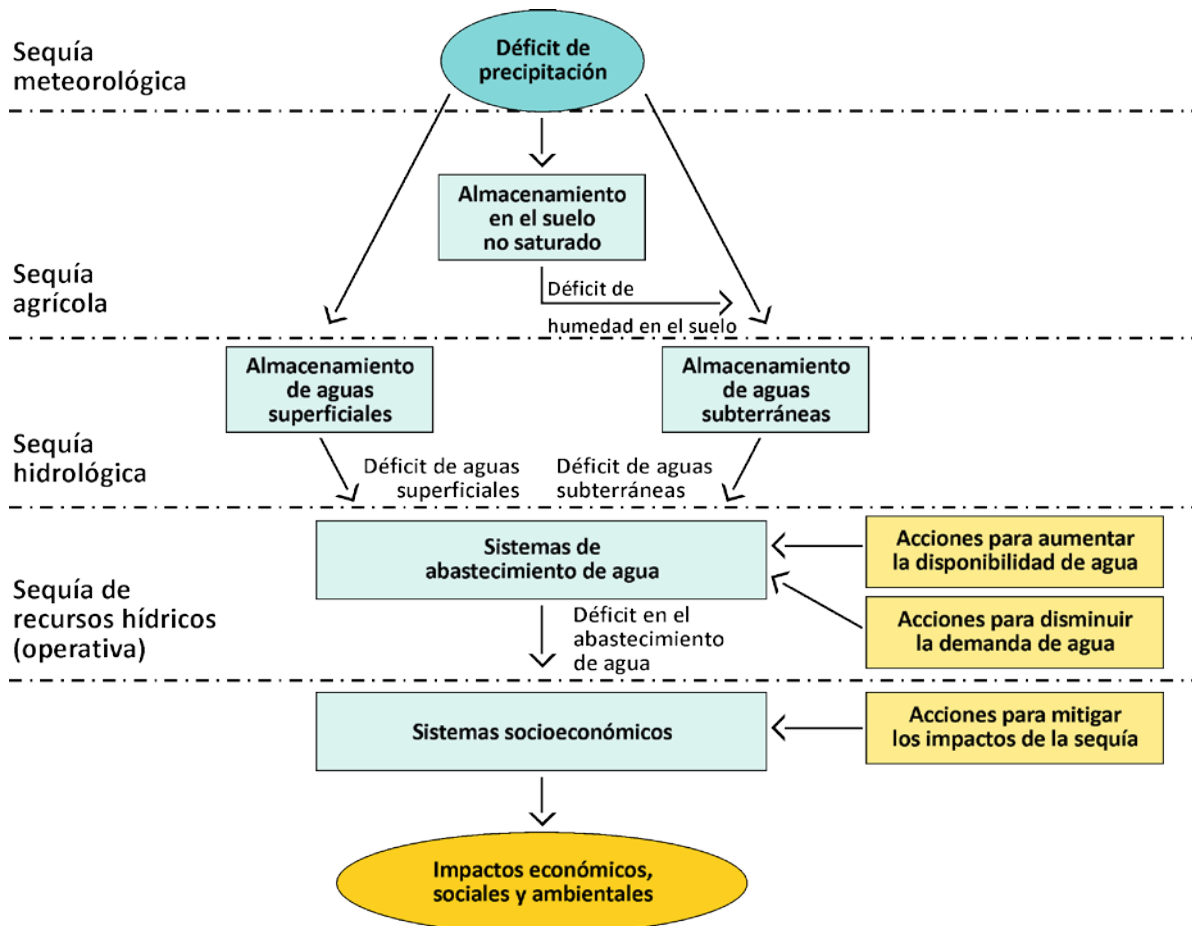 Sequía
meteorológica
Déficit de
precipitación
Almacenamiento
en el suelo
no saturado
Sequía
agrícola
Déficit de
humedad en el suelo
Almacenamiento
de aguas
superficiales
Almacenamiento
de aguas
subterráneas
Sequía
hidrológica
Déficit de aguas
superficiales
Déficit de aguas
subterráneas
Sistemas de
abastecimiento de agua
Acciones para aumentar
la disponibilidad de agua
Sequía de
recursos hídricos
(operativa)
Déficit en el
abastecimiento
de agua
Acciones para disminuir
la demanda de agua
Sistemas socioeconómicos
Acciones para mitigar
los impactos de la sequía
Impactos económicos,
sociales y ambientales